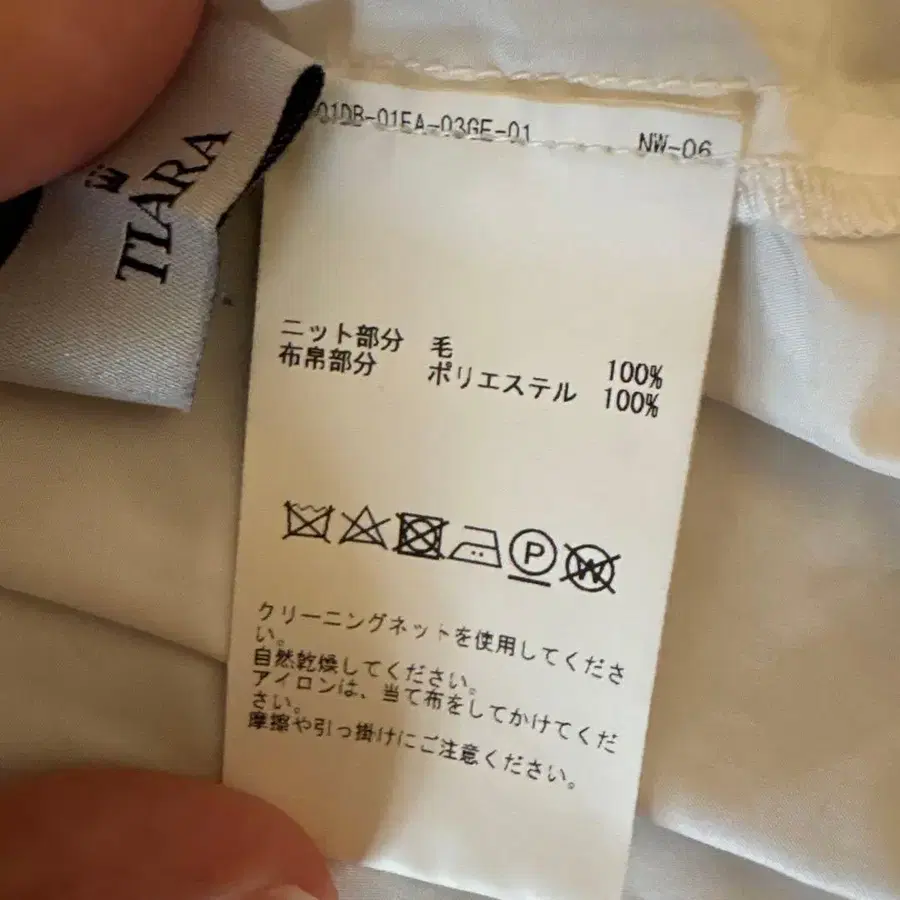 TIARA
01DB-01EA-03GE-01 NW-06
ニット部分 毛 100%
布帛部分 ポリエステル 100%
P
W
クリーニングネットを使用してくださ
い。
自然乾燥してください。
アイロンは、当て布をしてかけてくだ
さい。
摩擦や引っ掛けにご注意ください。